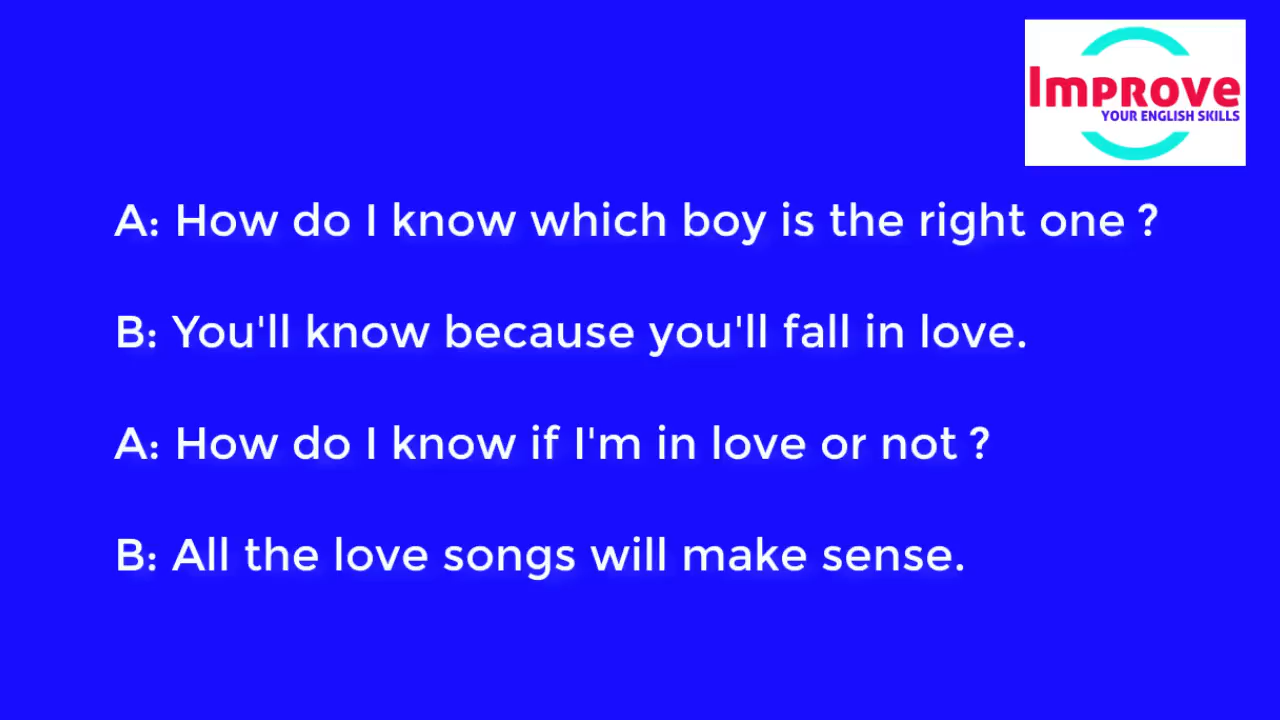 Improve
YOUR ENGLISH SKILLS
A: How do I know which boy is the right one ?
B: You'll know because you'll fall in love.
A: How do I know if I'm in love or not ?
B: All the love songs will make sense.